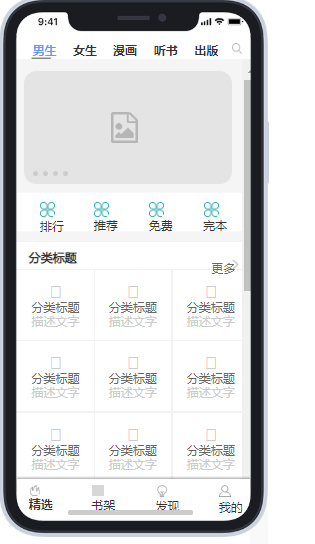 9:41
男生 女生 漫画 听书 出版
排行 推荐 免费 完本
分类标题
更多
分类标题 分类标题 分类标题
描述文字 描述文字 描述文字
分类标题 分类标题 分类标题
描述文字 描述文字 描述文字
分类标题 分类标题 分类标题
描述文字 描述文字 描述文字
精选 书架 发现 我的